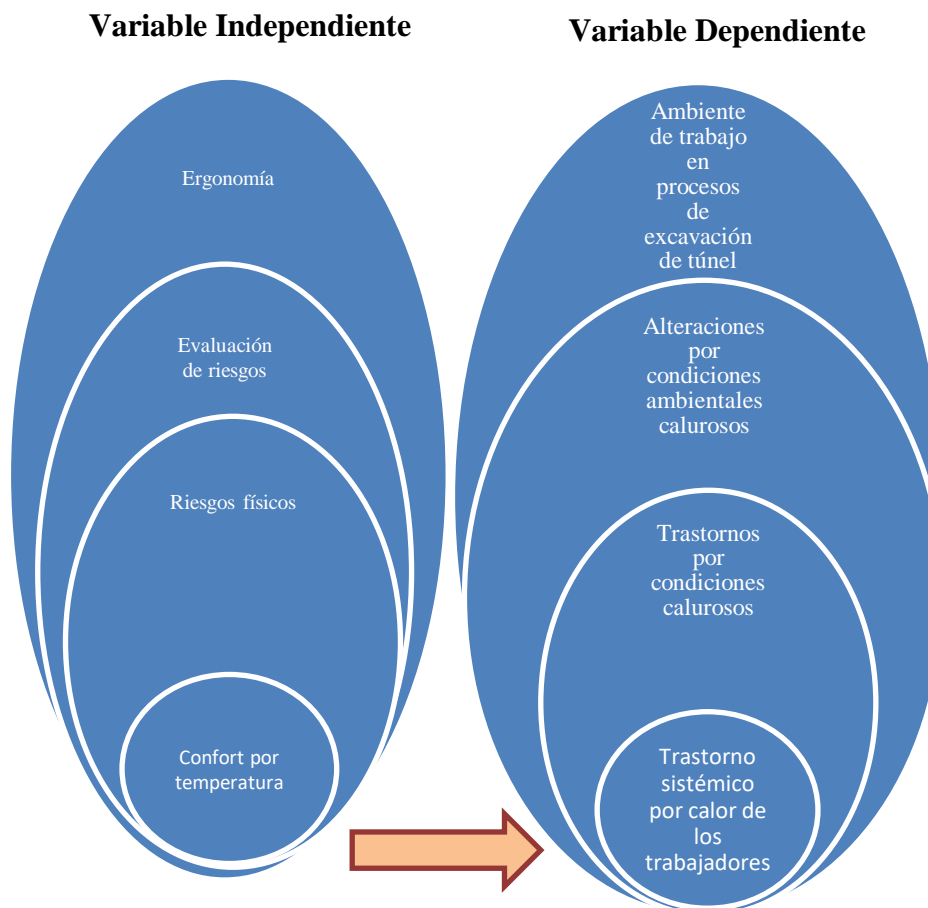 Variable Independiente
Ergonomía
Evaluación
de riesgos
Riesgos físicos
Confort por
temperatura
Variable Dependiente
Ambiente
de trabajo
en
procesos
de
excavación
de túnel
Alteraciones
por
condiciones
ambientales
calurosos
Trastornos
por
condiciones
calurosos
Trastorno
sistémico
por calor de
los
trabajadores